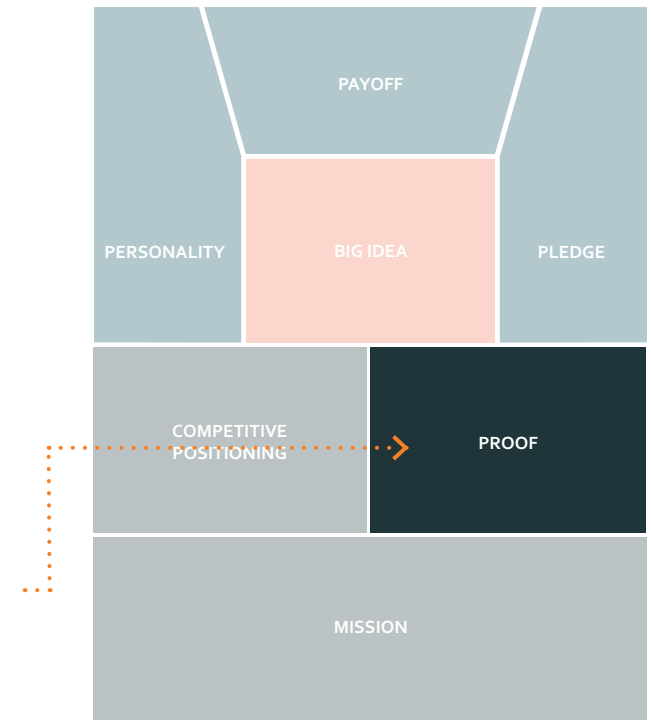 PAYOFF
PERSONALITY
BIG IDEA
PLEDGE
COMPETITIVE
POSITIONING
PROOF
MISSION